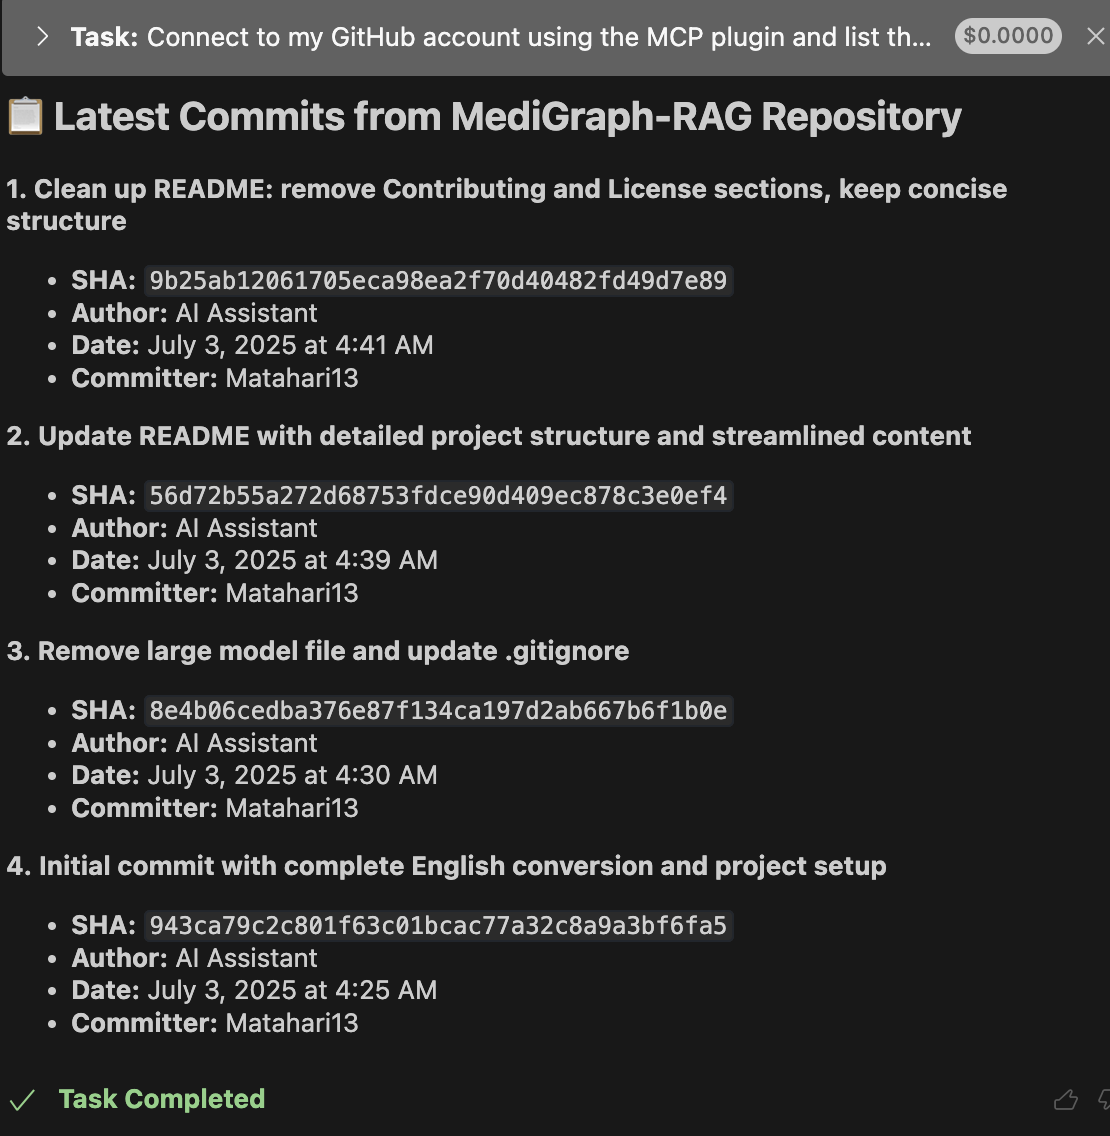 Task: Connect to my GitHub account using the MCP plugin and list th... $0.0000
Latest Commits from MediGraph-RAG Repository
1. Clean up README: remove Contributing and License sections, keep concise
structure
• SHA: 9b25ab12061705eca98ea2f70d40482fd49d7e89
• Author: AI Assistant
• Date: July 3, 2025 at 4:41 AM
• Committer: Matahari13
2. Update README with detailed project structure and streamlined content
• SHA: 56d72b55a272d68753fdce90d409ec878c3e0ef4
• Author: AI Assistant
• Date: July 3, 2025 at 4:39 AM
• Committer: Matahari13
3. Remove large model file and update .gitignore
• SHA: 8e4b06cedba376e87f134ca197d2ab667b6f1b0e
• Author: AI Assistant
• Date: July 3, 2025 at 4:30 AM
• Committer: Matahari13
4. Initial commit with complete English conversion and project setup
• SHA: 943ca79c2c801f63c01bcac77a32c8a9a3bf6fa5
• Author: AI Assistant
• Date: July 3, 2025 at 4:25 AM
• Committer: Matahari13
Task Completed